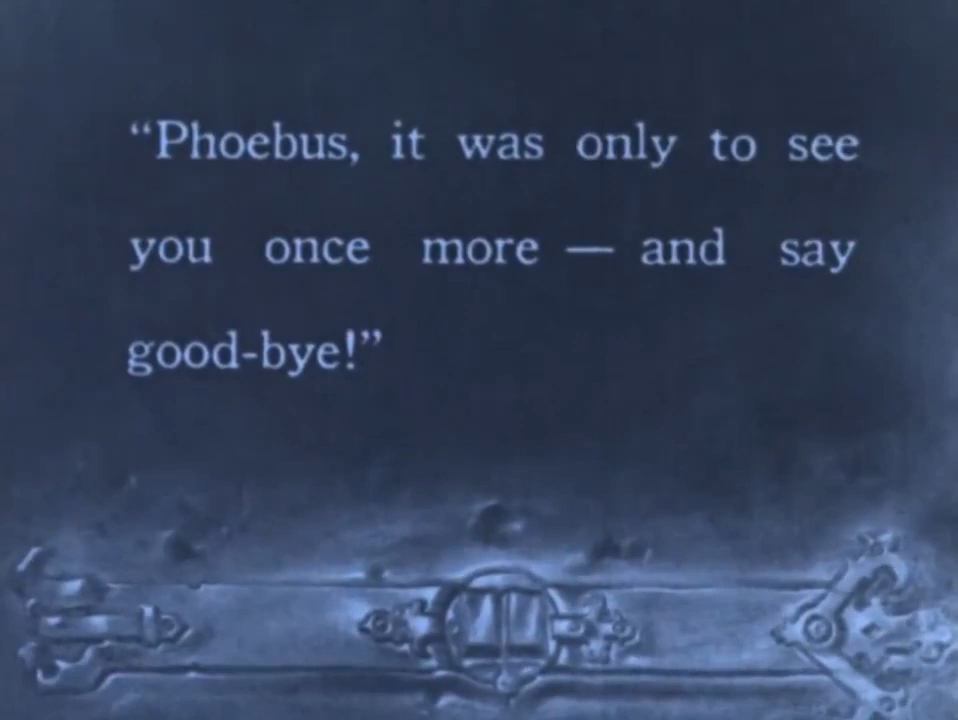 “Phoebus, it was only to see
you once more — and say
good-bye!”